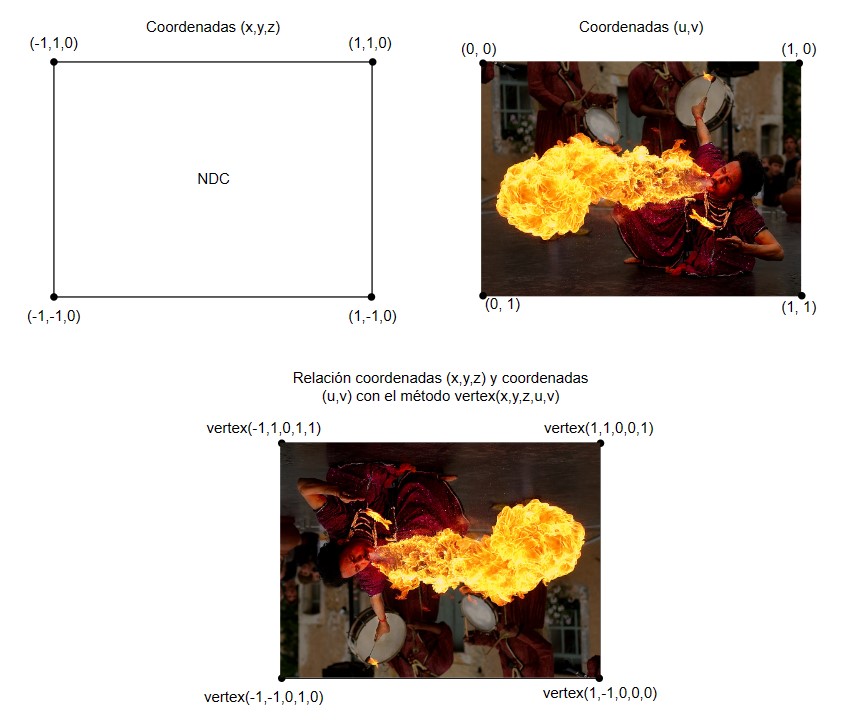 Coordenadas (x,y,z)
(-1,1,0)
(1,1,0)
NDC
(-1,-1,0)
(1,-1,0)
Coordenadas (u,v)
(0, 0)
(1, 0)
(0, 1)
(1, 1)
Relación coordenadas (x,y,z) y coordenadas
(u,v) con el método vertex(x,y,z,u,v)
vertex(-1,1,0,1,1)
vertex(1,1,0,0,1)
vertex(-1,-1,0,1,0)
vertex(1,-1,0,0,0)